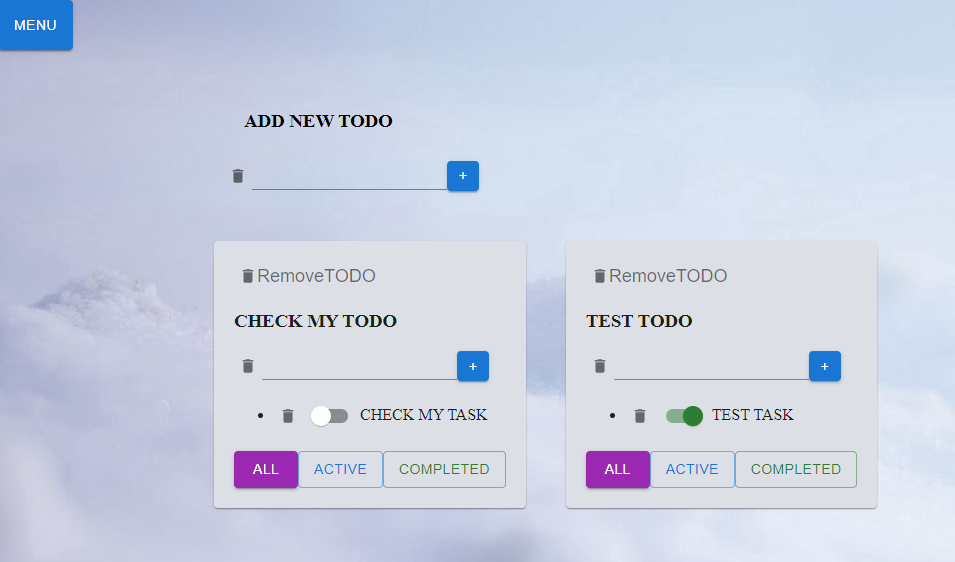 MENU
ADD NEW TODO
+
RemoveTODO
CHECK MY TODO
+
CHECK MY TASK
ALL ACTIVE COMPLETED
RemoveTODO
TEST TODO
+
TEST TASK
ALL ACTIVE COMPLETED